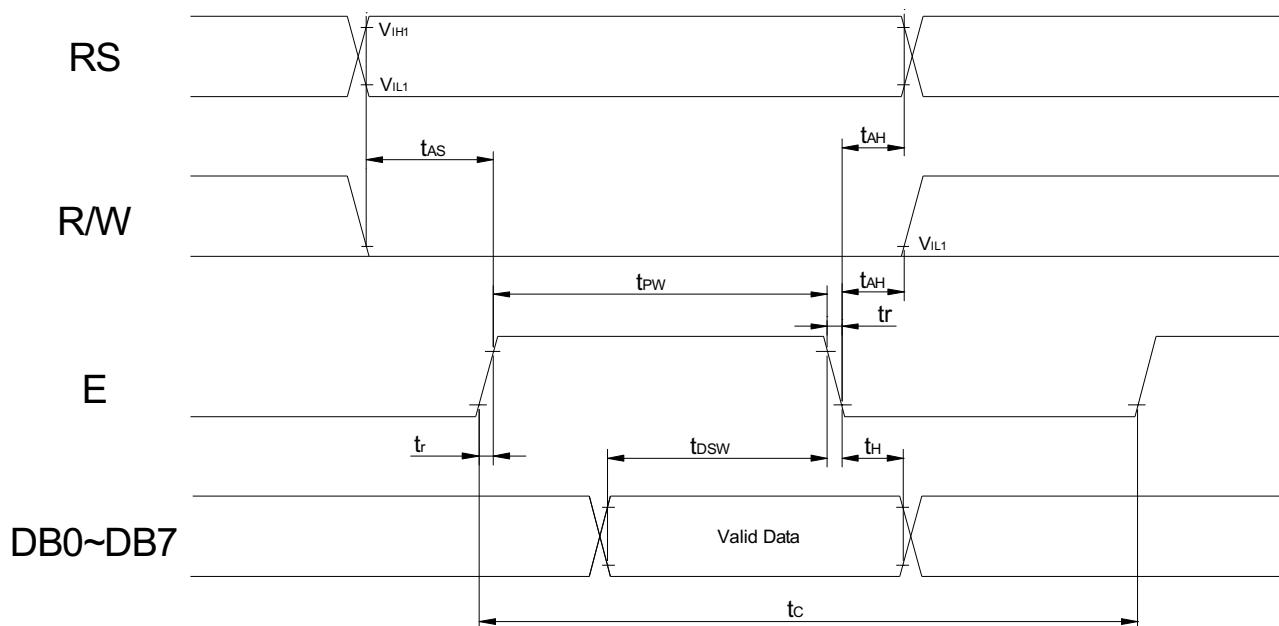 VIH1
RS
VIL1
tAH
tAS
R/W
VIL1
tPW
tAH
tr
E
tr
tDSW
tH
DB0~DB7
Valid Data
tC